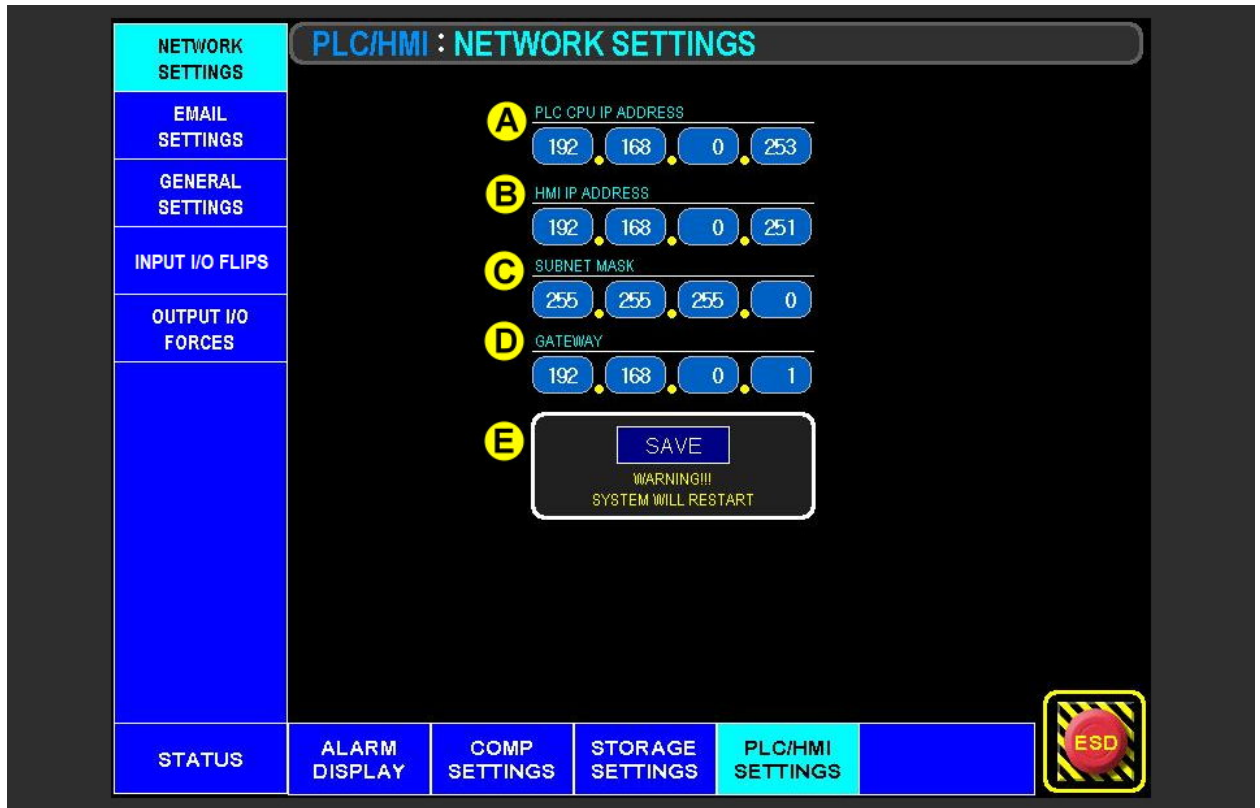 NETWORK
SETTINGS
PLC/HMI : NETWORK SETTINGS
EMAIL
SETTINGS
GENERAL
SETTINGS
INPUT I/O FLIPS
OUTPUT I/O
FORCES
A
PLC CPU IP ADDRESS
192 . 168 . 0 . 253
B
HMI IP ADDRESS
192 . 168 . 0 . 251
C
SUBNET MASK
255 . 255 . 255 . 0
D
GATEWAY
192 . 168 . 0 . 1
E
SAVE
WARNING!!!
SYSTEM WILL RESTART
STATUS
ALARM
DISPLAY
COMP
SETTINGS
STORAGE
SETTINGS
PLC/HMI
SETTINGS
ESD